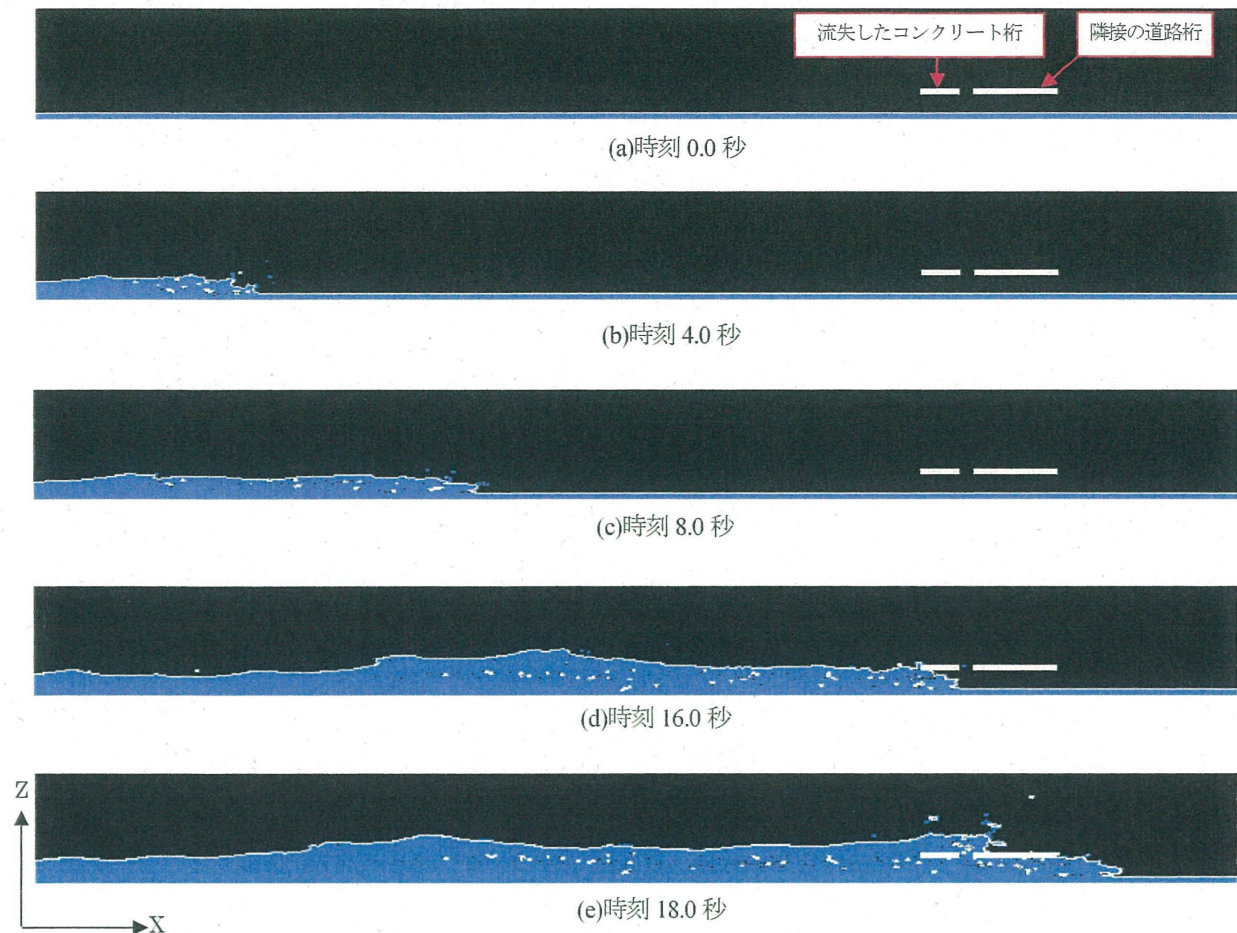 流失したコンクリート桁
隣接の道路桁
(a)時刻 0.0 秒
(b)時刻 4.0 秒
(c)時刻 8.0 秒
(d)時刻 16.0 秒
Z
(e)時刻 18.0 秒
X